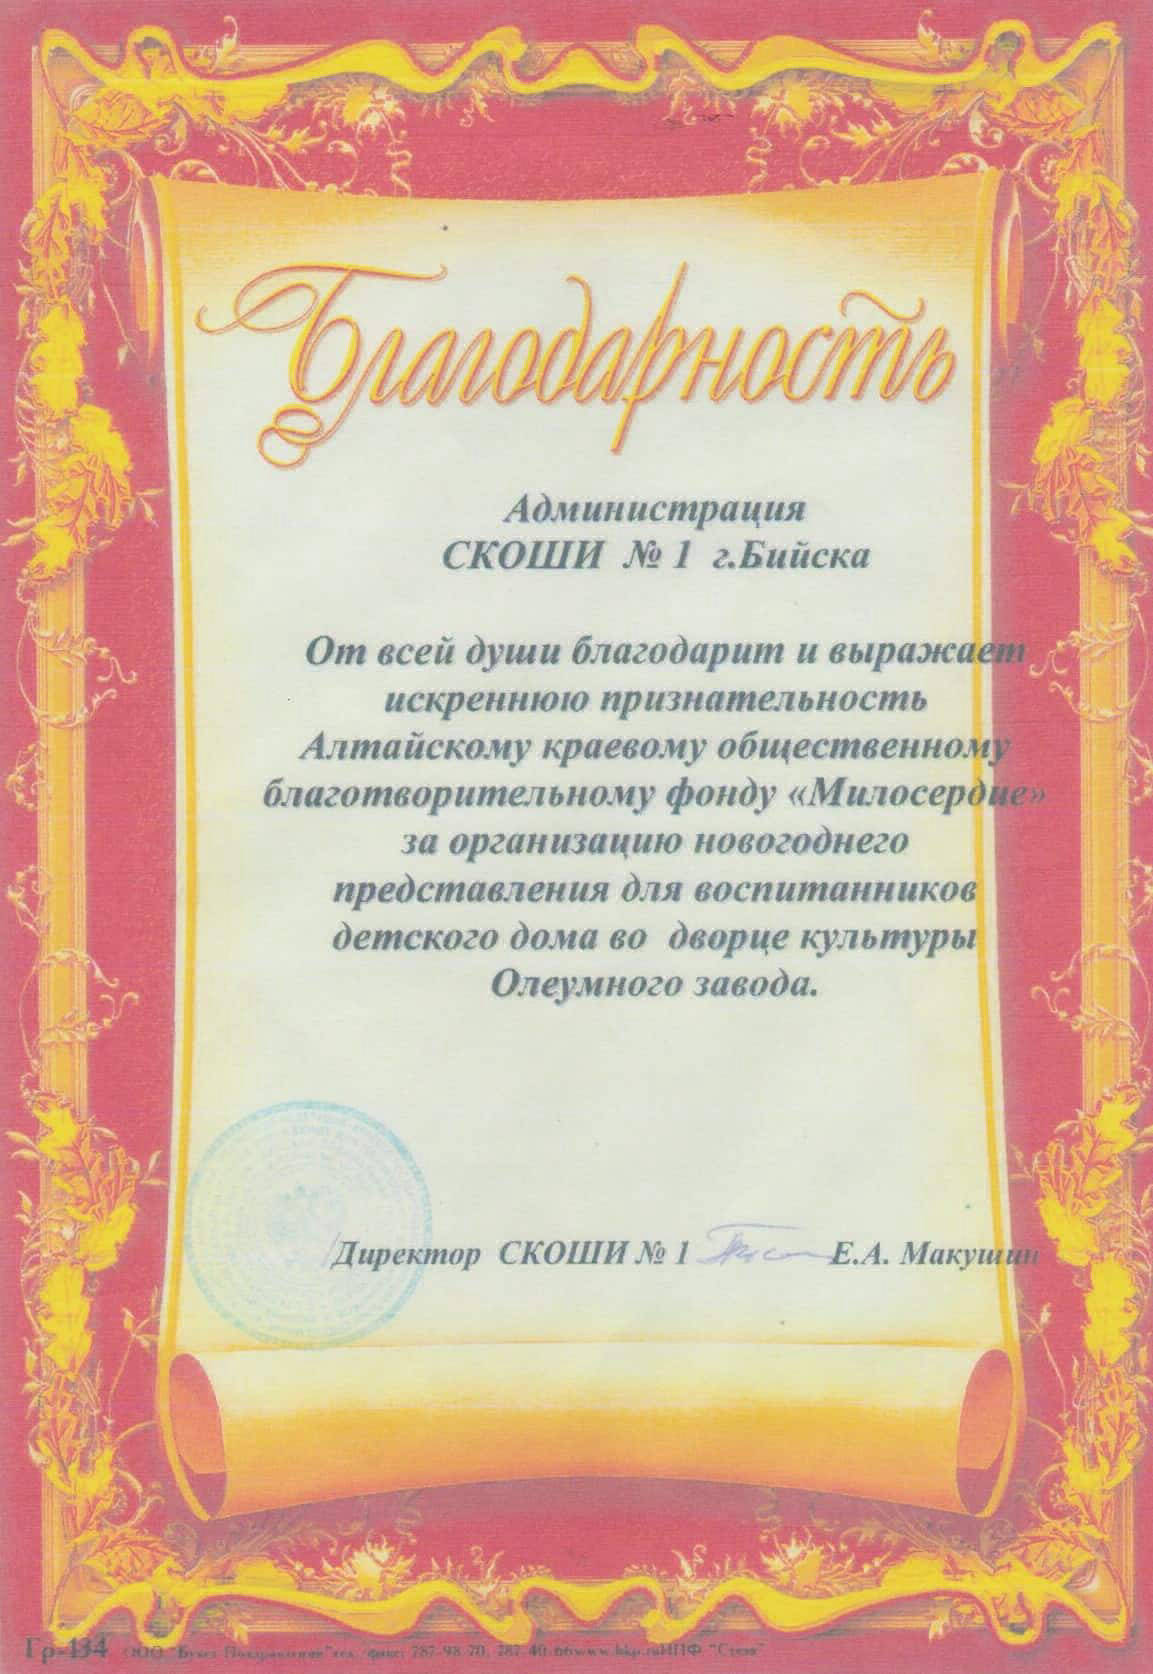 Благодарность
Администрация
СКОШИ № 1 г.Бийска
От всей души благодарит и выражает
искреннюю признательность
Алтайскому краевому общественному
благотворительному фонду «Милосердие»
за организацию новогоднего
представления для воспитанников
детского дома во дворце культуры
Олеумного завода.
Директор СКОШИ № 1 Е.А. Макушин
Гр-134 ООО "Букет Поздравлений" тел. факс: 787-98-70, 787-40-66 www.bkp.ru ИПФ